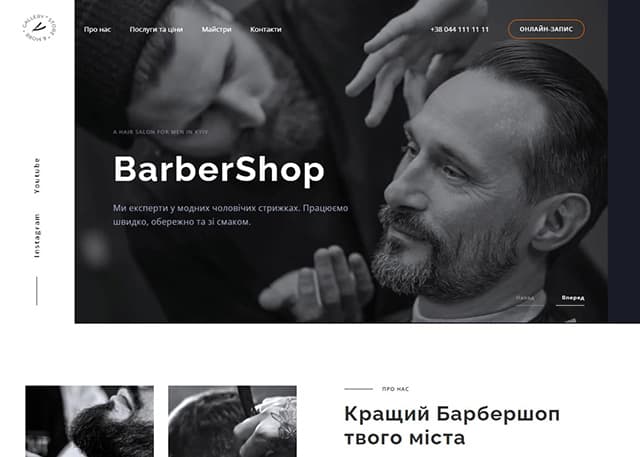 GALLERY • STORE & MORE •
Про нас
Послуги та ціни
Майстри
Контакти
+38 044 111 11 11
ОНЛАЙН-ЗАПИС
Youtube
Instagram
A HAIR SALON FOR MEN IN KYIV
BarberShop
Ми експерти у модних чоловічих стрижках. Працюємо
швидко, обережно та зі смаком.
Назад
Вперед
ПРО НАС
Кращий Барбершоп
твого міста